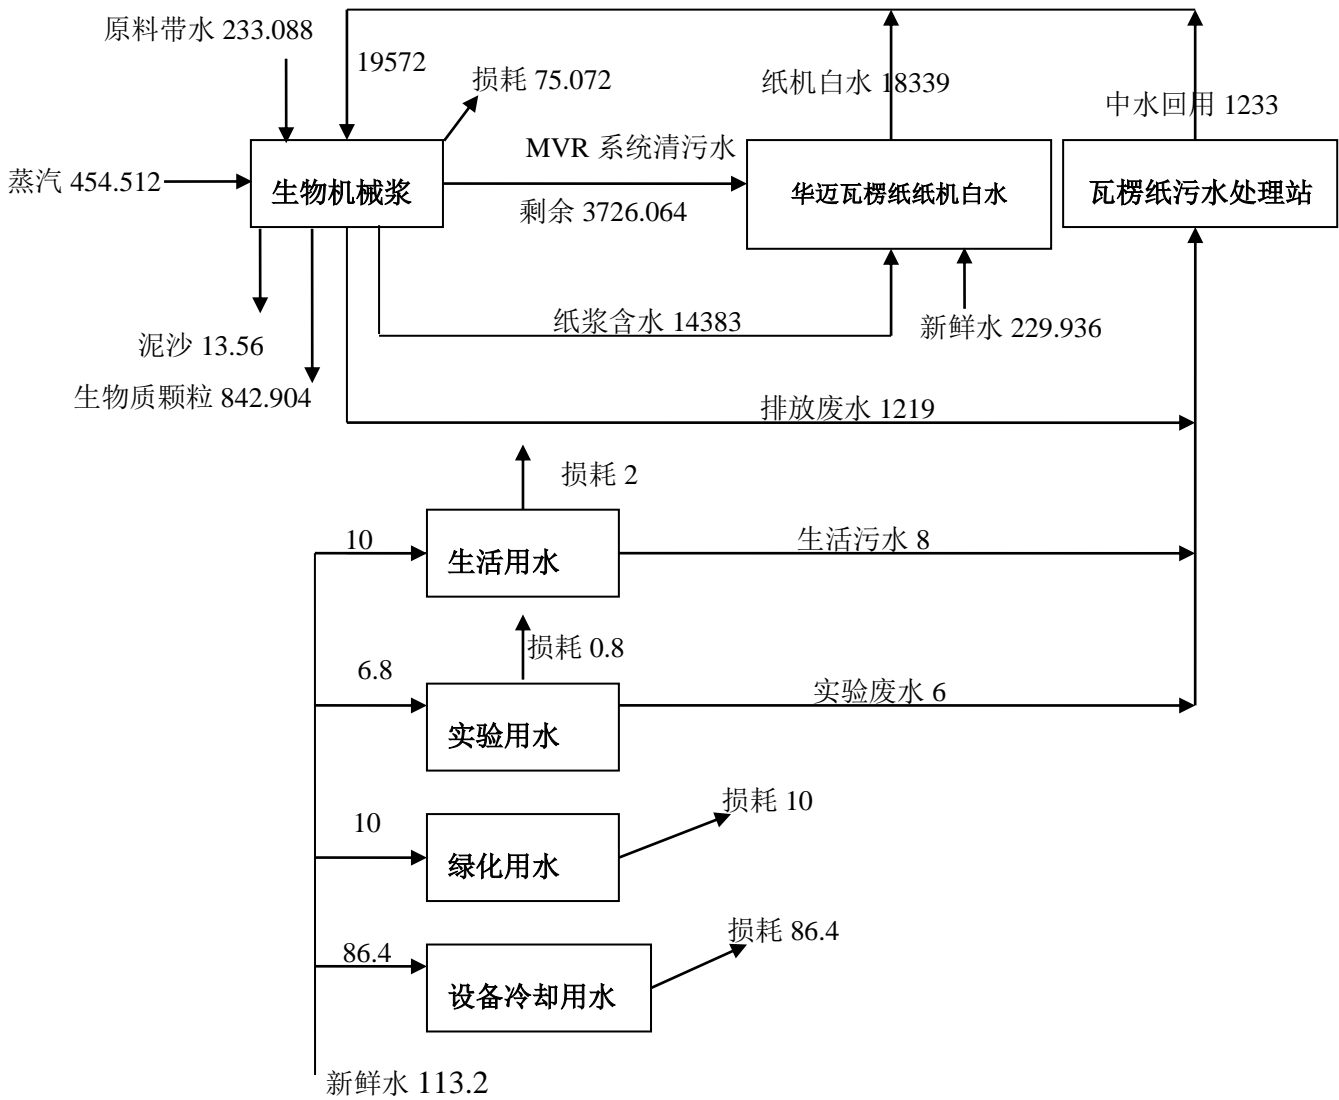 原料带水 233.088
19572
损耗 75.072
纸机白水 18339
中水回用 1233
MVR 系统清污水
蒸汽 454.512
生物机械浆
华迈瓦楞纸纸机白水
瓦楞纸污水处理站
剩余 3726.064
纸浆含水 14383
新鲜水 229.936
泥沙 13.56
生物质颗粒 842.904
排放废水 1219
损耗 2
10
生活用水
生活污水 8
损耗 0.8
6.8
实验用水
实验废水 6
损耗 10
10
绿化用水
损耗 86.4
86.4
设备冷却用水
新鲜水 113.2